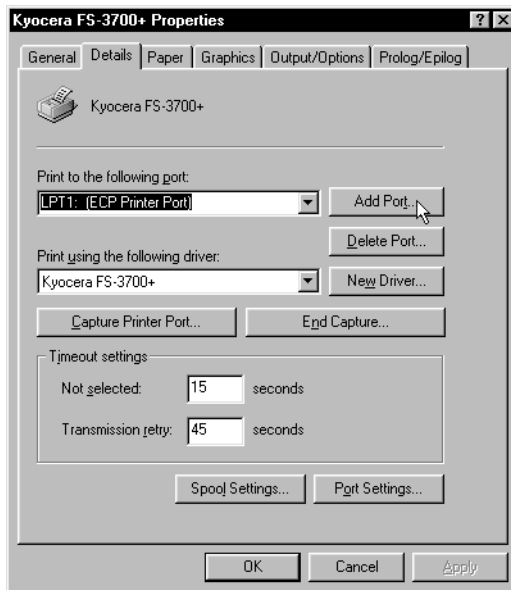 Kyocera FS-3700+ Properties
General Details Paper Graphics Output/Options Prolog/Epilog
Kyocera FS-3700+
Print to the following port:
LPT1: (ECP Printer Port) Add Port...
Delete Port...
Print using the following driver:
Kyocera FS-3700+ New Driver...
Capture Printer Port... End Capture...
Timeout settings
Not selected: 15 seconds
Transmission retry: 45 seconds
Spool Settings... Port Settings...
OK Cancel Apply